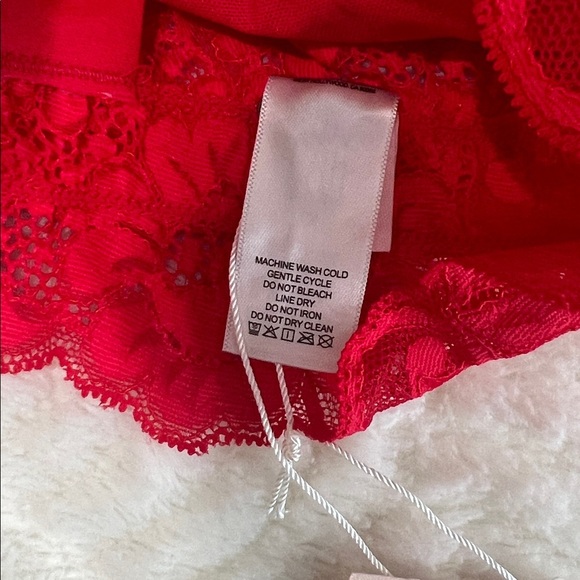 MACHINE WASH COLD
GENTLE CYCLE
DO NOT BLEACH
LINE DRY
DO NOT IRON
DO NOT DRY CLEAN